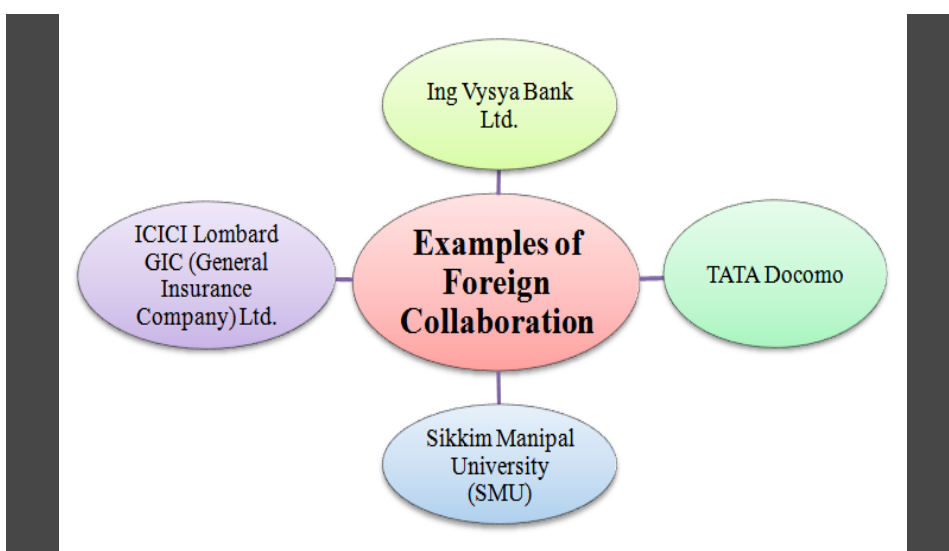 Ing Vysya Bank
Ltd.
ICICI Lombard
GIC (General
Insurance
Company) Ltd.
Examples of
Foreign
Collaboration
TATA Docomo
Sikkim Manipal
University
(SMU)